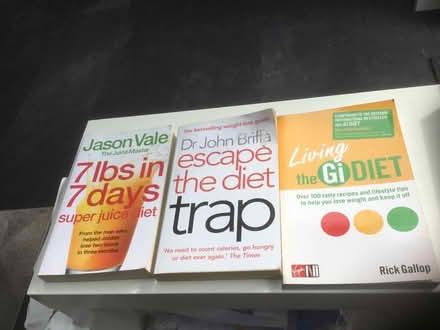 Jason Vale
The Juice Master
7lbs in
7 days
super juice diet
From the man who
helped Jordan
lose two stone
in three months
the bestselling weight-loss guide
Dr John Briffa
escape
the diet
trap
'No need to count calories, go hungry
or diet ever again.' The Times
Living
the Gi DIET
Over 100 tasty recipes and lifestyle tips
to help you lose weight and keep it off
Virgin
Rick Gallop